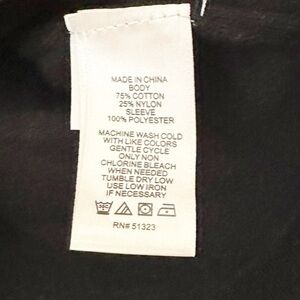 MADE IN CHINA
BODY
75% COTTON
25% NYLON
SLEEVE
100% POLYESTER
MACHINE WASH COLD
WITH LIKE COLORS
GENTLE CYCLE
ONLY NON
CHLORINE BLEACH
WHEN NEEDED
TUMBLE DRY LOW
USE LOW IRON
IF NECESSARY
RN# 51323